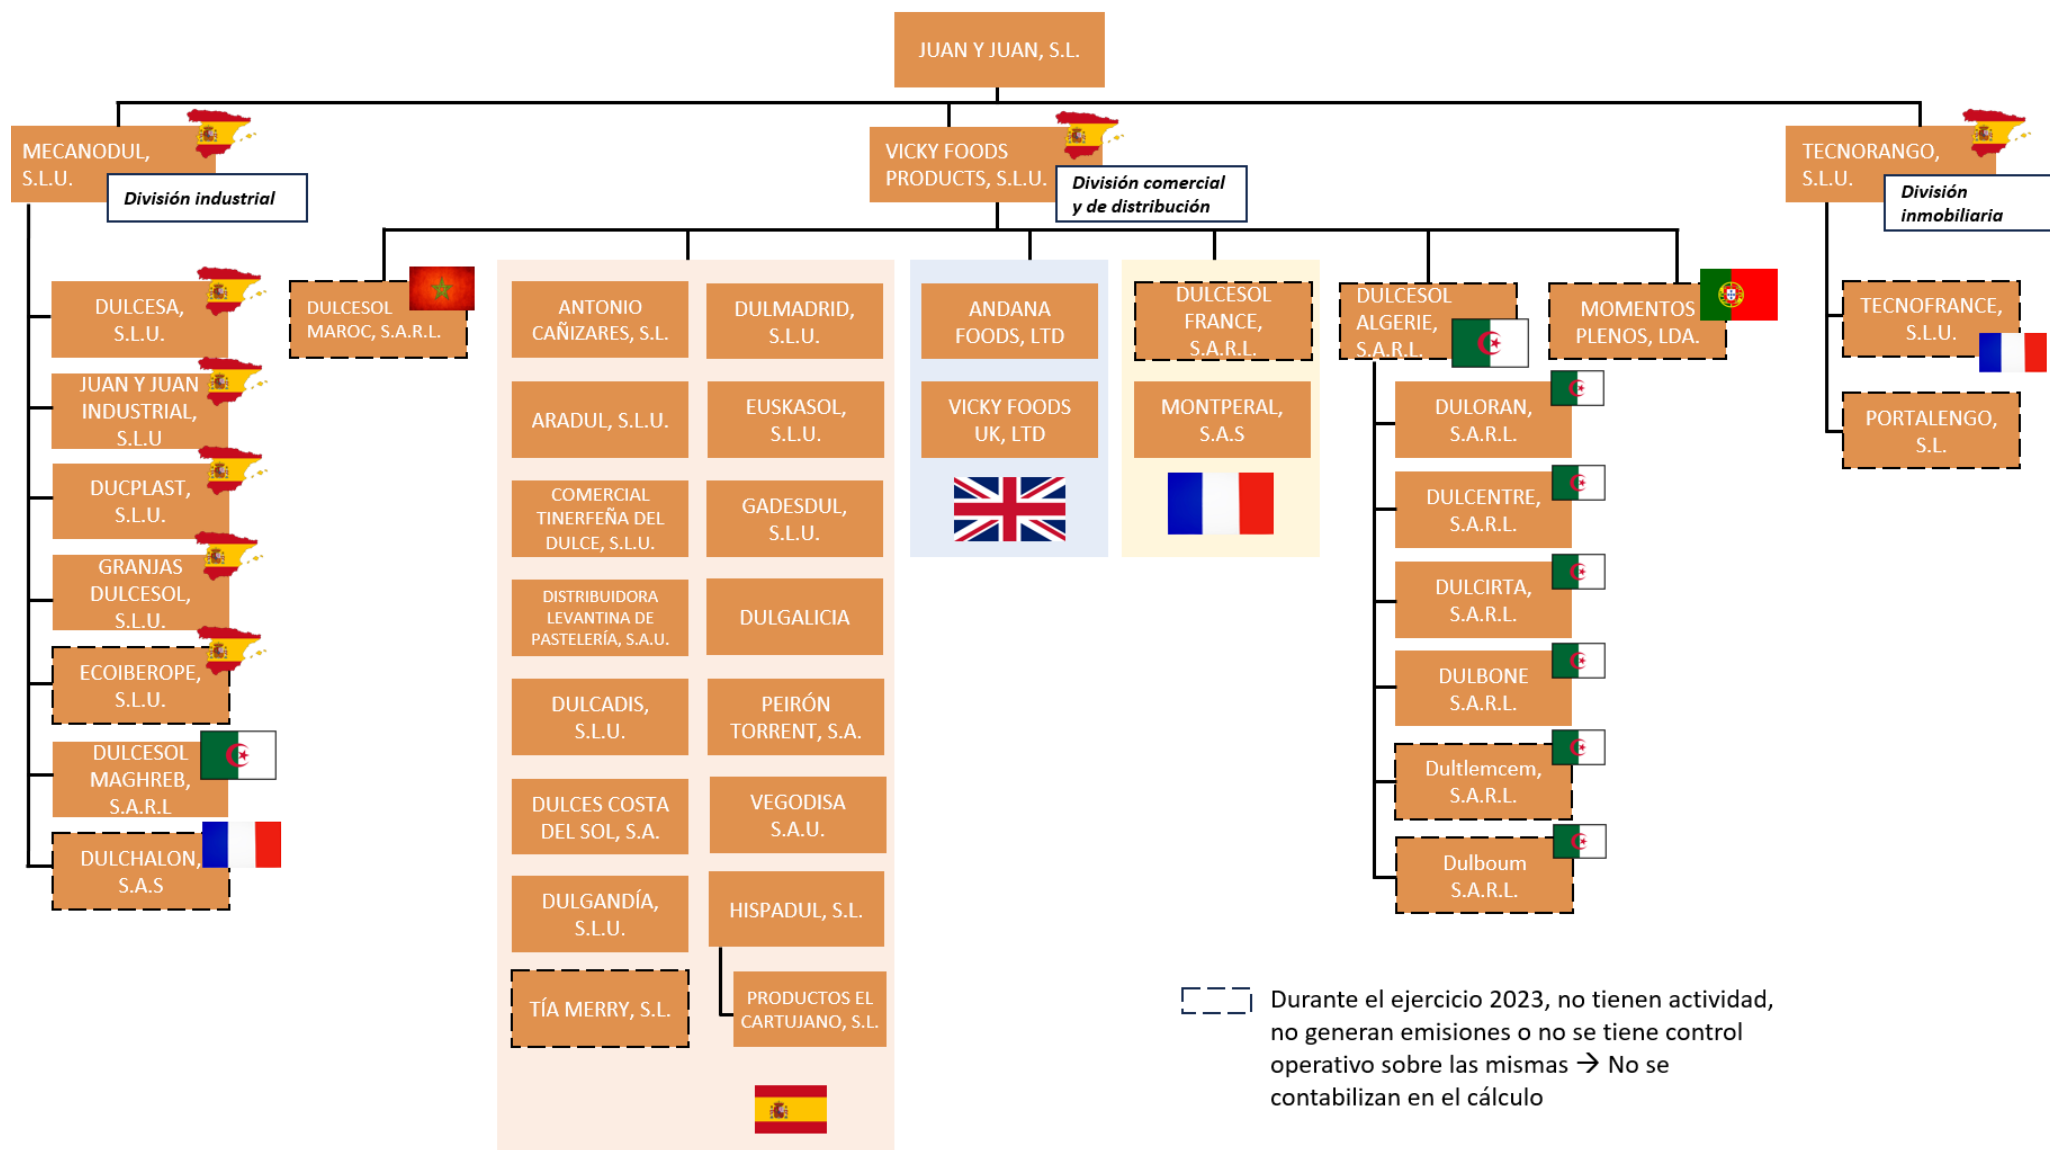 JUAN Y JUAN, S.L.
MECANODUL,
S.L.U.
División industrial
VICKY FOODS
PRODUCTS, S.L.U.
División comercial
y de distribución
TECNORANGO,
S.L.U.
División
inmobiliaria
DULCESA,
S.L.U.
JUAN Y JUAN
INDUSTRIAL,
S.L.U
DUCPLAST,
S.L.U.
GRANJAS
DULCESOL,
S.L.U.
ECOIBEROPE,
S.L.U.
DULCESOL
MAGHREB,
S.A.R.L
DULCHALON,
S.A.S
DULCESOL
MAROC, S.A.R.L.
ANTONIO
CAÑIZARES, S.L.
ARADUL, S.L.U.
COMERCIAL
TINERFEÑA DEL
DULCE, S.L.U.
DISTRIBUIDORA
LEVANTINA DE
PASTELERÍA, S.A.U.
DULCADIS,
S.L.U.
DULCES COSTA
DEL SOL, S.A.
DULGANDÍA,
S.L.U.
TÍA MERRY, S.L.
DULMADRID,
S.L.U.
EUSKASOL,
S.L.U.
GADESDUL,
S.L.U.
DULGALICIA
PEIRÓN
TORRENT, S.A.
VEGODISA
S.A.U.
HISPADUL, S.L.
PRODUCTOS EL
CARTUJANO, S.L.
ANDANA
FOODS, LTD
VICKY FOODS
UK, LTD
DULCESOL
FRANCE,
S.A.R.L.
MONTPERAL,
S.A.S
DULCESOL
ALGERIE,
S.A.R.L.
DULORAN,
S.A.R.L.
DULCENTRE,
S.A.R.L.
DULCIRTA,
S.A.R.L.
DULBONE
S.A.R.L.
Dultlemcem,
S.A.R.L.
Dulboum
S.A.R.L.
MOMENTOS
PLENOS, LDA.
TECNOFRANCE,
S.L.U.
PORTALENGO,
S.L.
Durante el ejercicio 2023, no tienen actividad,
no generan emisiones o no se tiene control
operativo sobre las mismas → No se
contabilizan en el cálculo